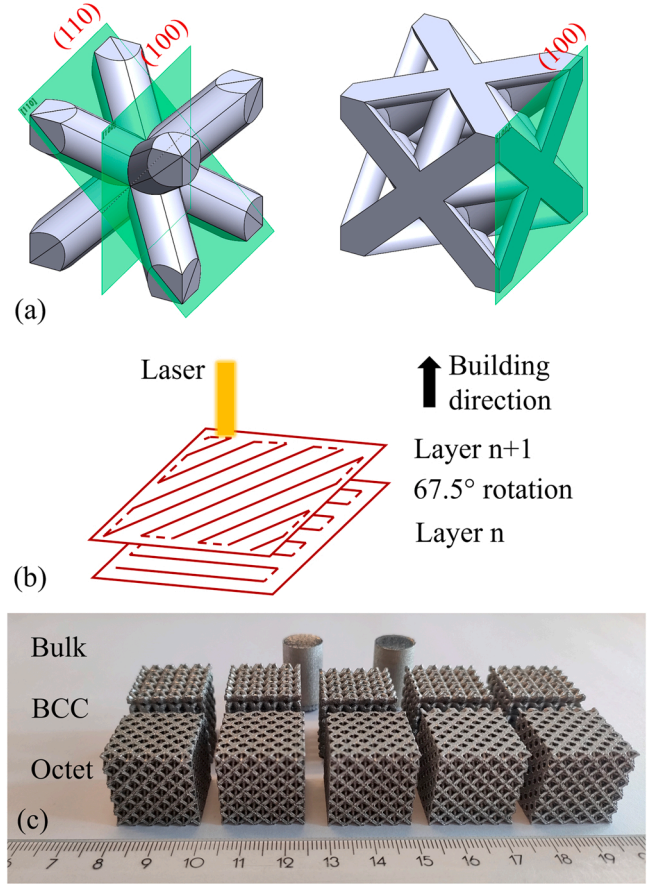 (110)
(100)
(100)
[110]
(a)
Laser
Building
direction
Layer n+1
67.5° rotation
Layer n
(b)
Bulk
BCC
Octet
(c)
7 8 9 10 11 12 13 14 15 16 17 18 19